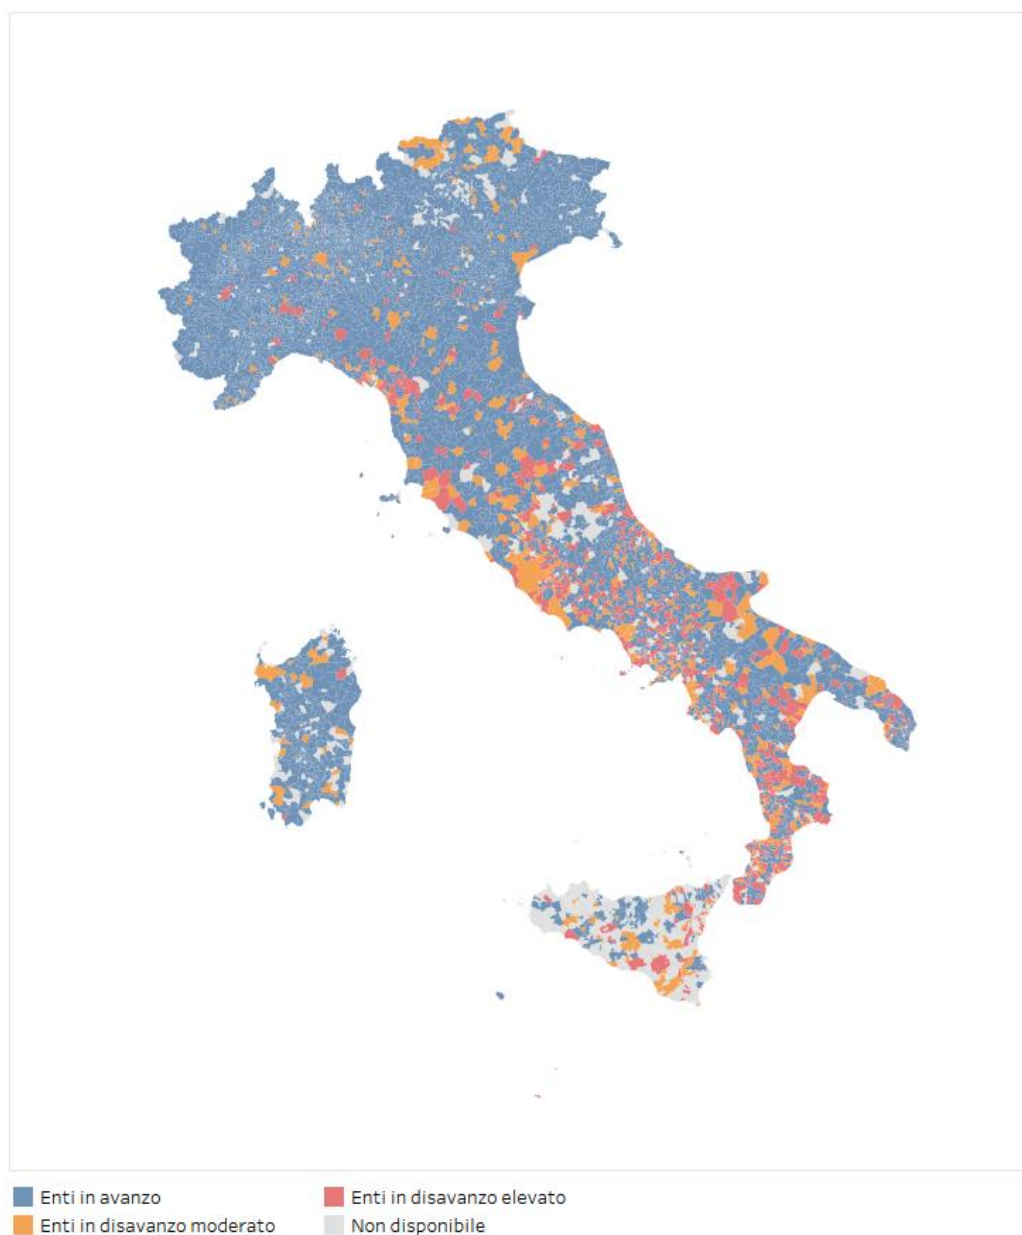 Enti in avanzo
Enti in disavanzo elevato
Enti in disavanzo moderato
Non disponibile